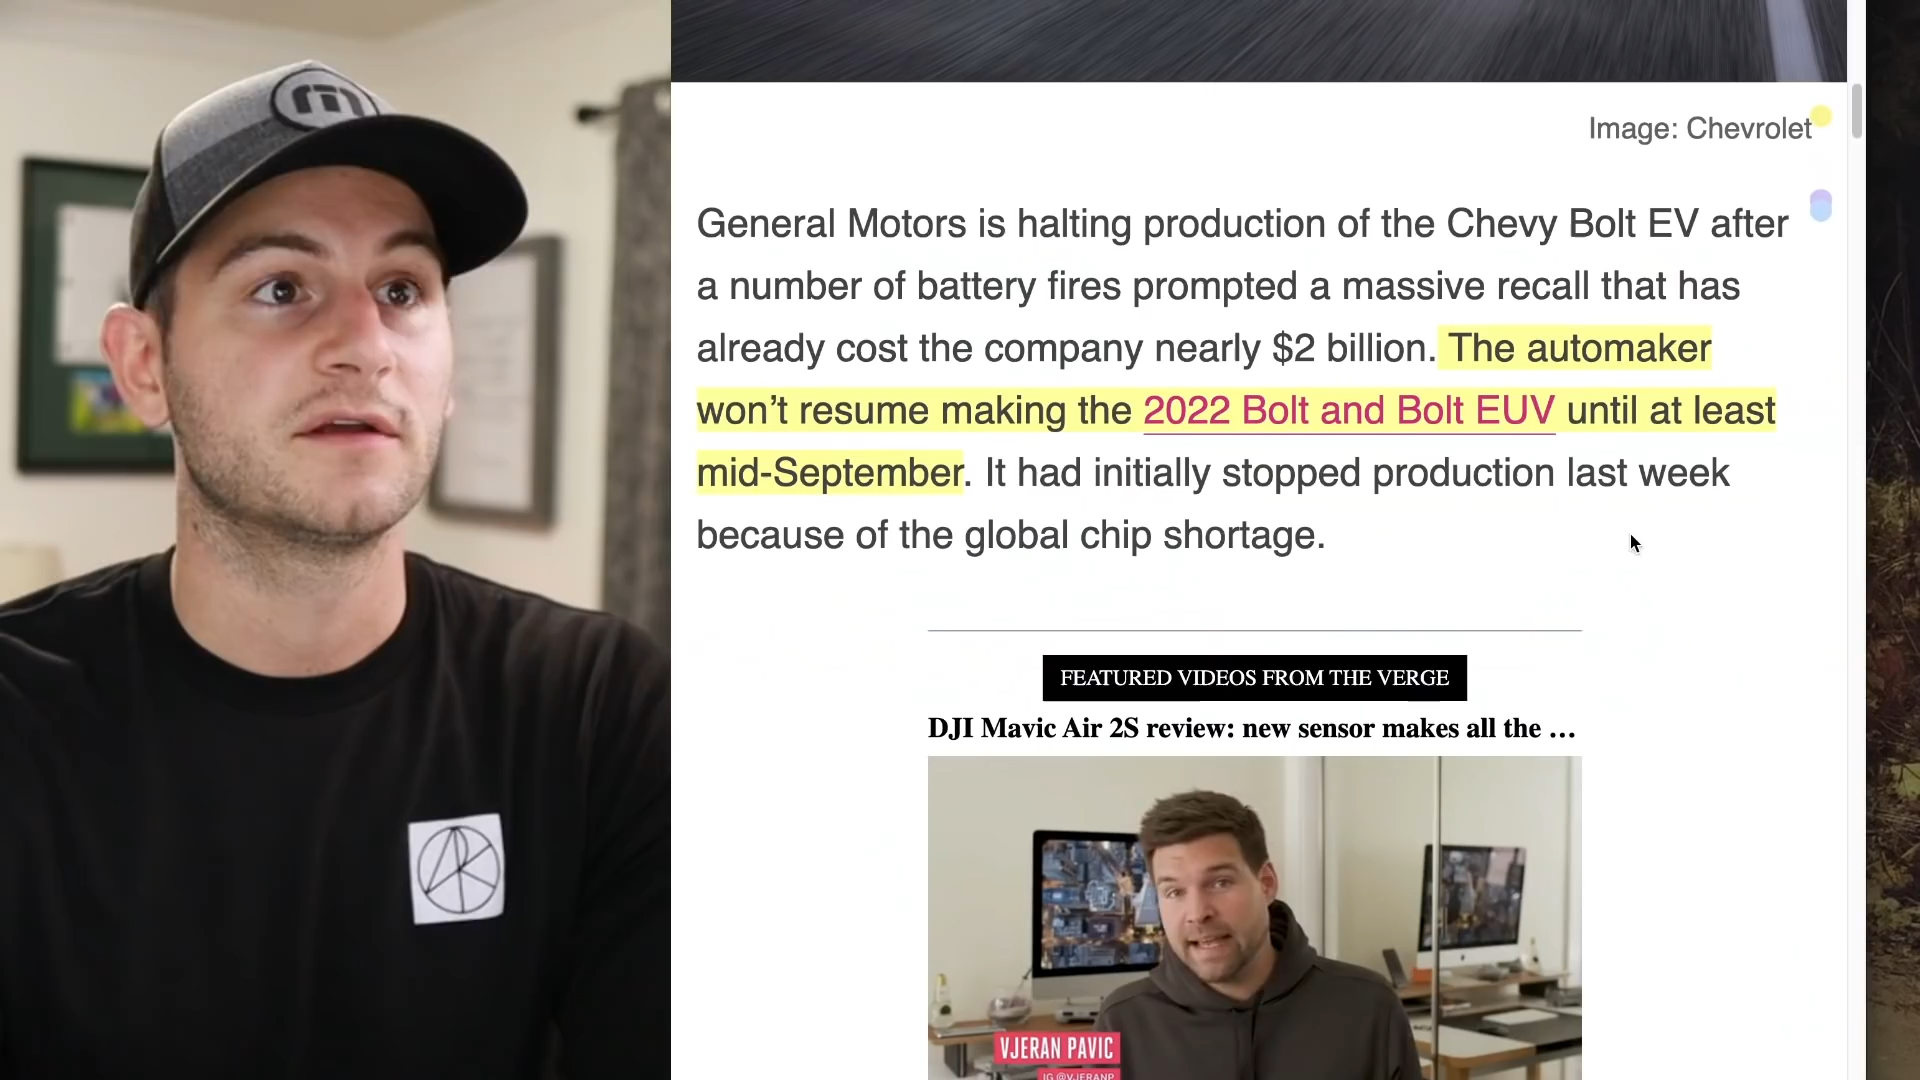 Image: Chevrolet
General Motors is halting production of the Chevy Bolt EV after
a number of battery fires prompted a massive recall that has
already cost the company nearly $2 billion. The automaker
won’t resume making the 2022 Bolt and Bolt EUV until at least
mid-September. It had initially stopped production last week
because of the global chip shortage.
FEATURED VIDEOS FROM THE VERGE
DJI Mavic Air 2S review: new sensor makes all the …
VJERAN PAVIC
IG @VJERANP